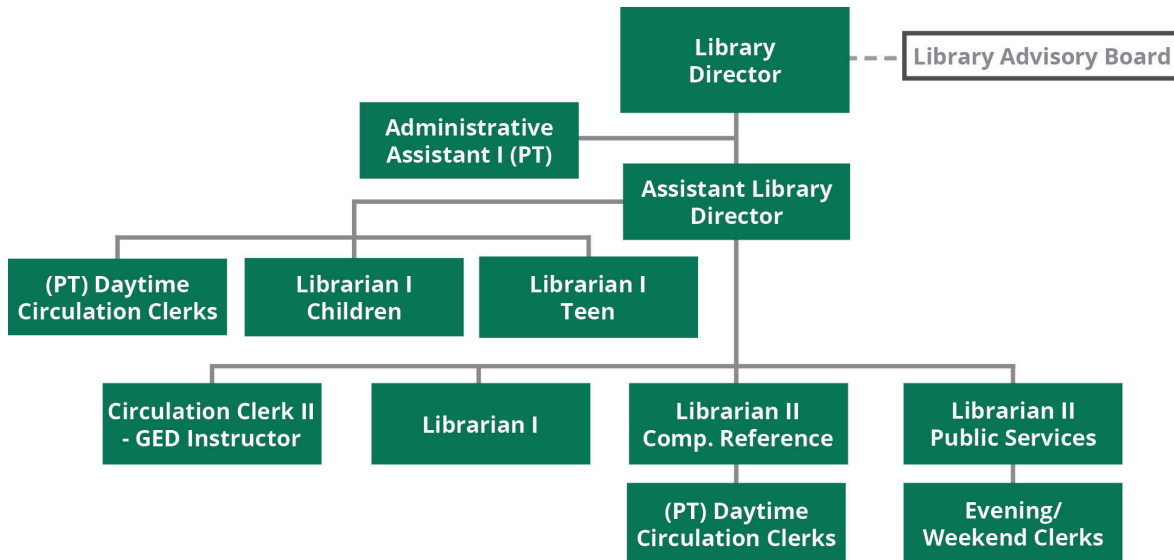 Library
Director
Library Advisory Board
Administrative
Assistant I (PT)
Assistant Library
Director
(PT) Daytime
Circulation Clerks
Librarian I
Children
Librarian I
Teen
Circulation Clerk II
- GED Instructor
Librarian I
Librarian II
Comp. Reference
Librarian II
Public Services
(PT) Daytime
Circulation Clerks
Evening/
Weekend Clerks